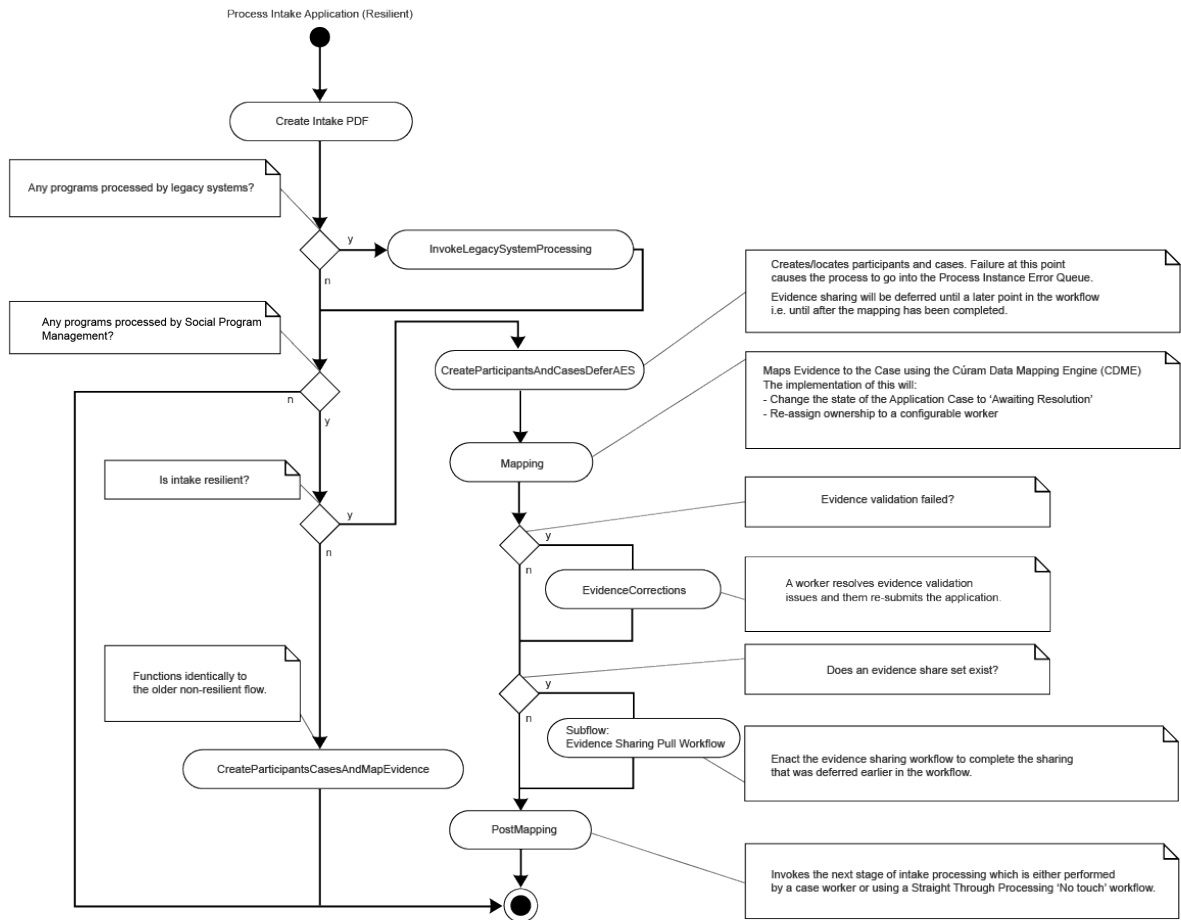 Process Intake Application (Resilient)
Create Intake PDF
Any programs processed by legacy systems?
y
InvokeLegacySystemProcessing
n
Creates/locates participants and cases. Failure at this point
causes the process to go into the Process Instance Error Queue.
Evidence sharing will be deferred until a later point in the workflow
i.e. until after the mapping has been completed.
Any programs processed by Social Program
Management?
n
y
CreateParticipantsAndCasesDeferAES
Maps Evidence to the Case using the Cúram Data Mapping Engine (CDME)
The implementation of this will:
- Change the state of the Application Case to ‘Awaiting Resolution’
- Re-assign ownership to a configurable worker
Mapping
Is intake resilient?
y
n
Evidence validation failed?
y
n
EvidenceCorrections
A worker resolves evidence validation
issues and them re-submits the application.
Does an evidence share set exist?
y
n
Functions identically to
the older non-resilient flow.
Subflow:
Evidence Sharing Pull Workflow
Enact the evidence sharing workflow to complete the sharing
that was deferred earlier in the workflow.
CreateParticipantsCasesAndMapEvidence
PostMapping
Invokes the next stage of intake processing which is either performed
by a case worker or using a Straight Through Processing ‘No touch’ workflow.